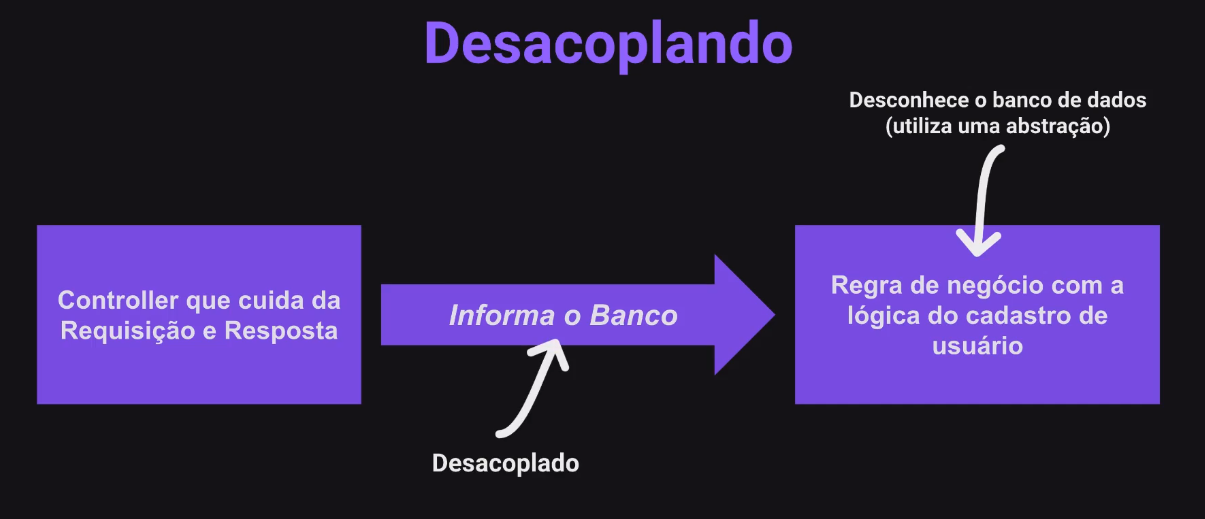 Desacoplando
Desconhece o banco de dados
(utiliza uma abstração)
Controller que cuida da
Requisição e Resposta
Informa o Banco
Regra de negócio com a
lógica do cadastro de
usuário
Desacoplado